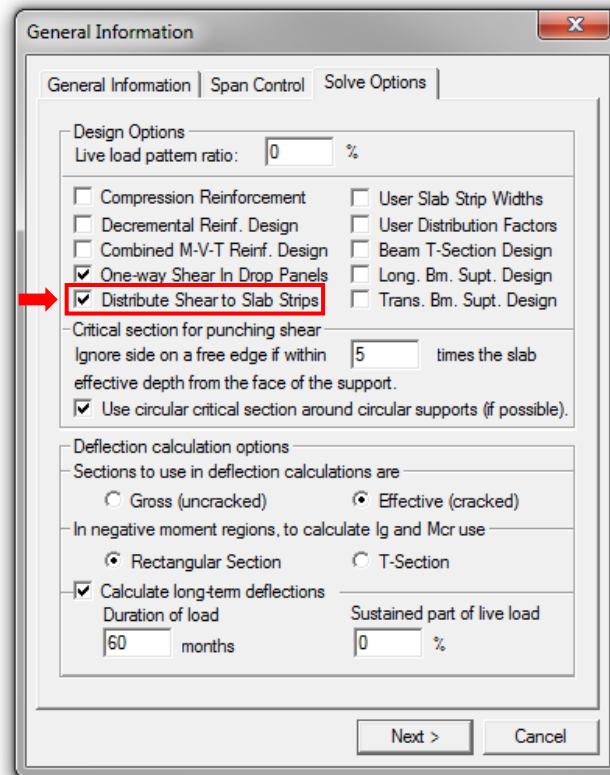 General Information
General Information Span Control Solve Options
Design Options
Live load pattern ratio: 0 %
Compression Reinforcement User Slab Strip Widths
Decremental Reinf. Design User Distribution Factors
Combined M-V-T Reinf. Design Beam T-Section Design
One-way Shear In Drop Panels Long. Bm. Supt. Design
Distribute Shear to Slab Strips Trans. Bm. Supt. Design
Critical section for punching shear
Ignore side on a free edge if within 5 times the slab
effective depth from the face of the support.
Use circular critical section around circular supports (if possible).
Deflection calculation options
Sections to use in deflection calculations are
Gross (uncracked) Effective (cracked)
In negative moment regions, to calculate Ig and Mcr use
Rectangular Section T-Section
Calculate long-term deflections
Duration of load Sustained part of live load
60 months 0 %
Next > Cancel